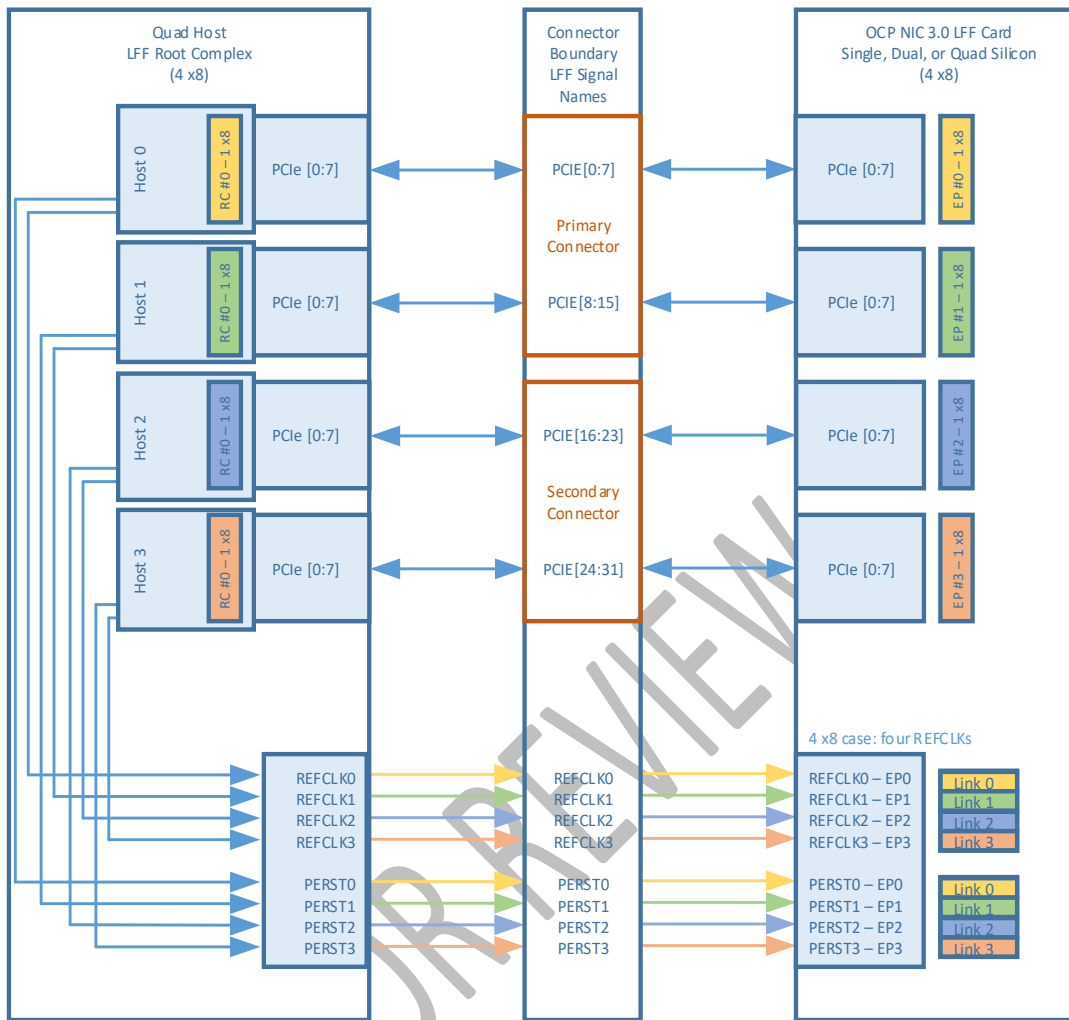 Quad Host
LFF Root Complex
(4 x8)
Connector
Boundary
LFF Signal
Names
OCP NIC 3.0 LFF Card
Single, Dual, or Quad Silicon
(4 x8)
Host 0
RC #0 – 1 x8
PCIe [0:7]
PCIE[0:7]
PCIe [0:7]
EP #0 – 1 x8
Primary
Connector
Host 1
RC #0 – 1 x8
PCIe [0:7]
PCIE[8:15]
PCIe [0:7]
EP #1 – 1 x8
Host 2
RC #0 – 1 x8
PCIe [0:7]
PCIE[16:23]
PCIe [0:7]
EP #2 – 1 x8
Secondary
Connector
Host 3
RC #0 – 1 x8
PCIe [0:7]
PCIE[24:31]
PCIe [0:7]
EP #3 – 1 x8
4 x8 case: four REFCLKs
REFCLK0
REFCLK1
REFCLK2
REFCLK3
PERST0
PERST1
PERST2
PERST3
REFCLK0
REFCLK1
REFCLK2
REFCLK3
PERST0
PERST1
PERST2
PERST3
REFCLK0 – EP0
REFCLK1 – EP1
REFCLK2 – EP2
REFCLK3 – EP3
PERST0 – EP0
PERST1 – EP1
PERST2 – EP2
PERST3 – EP3
Link 0
Link 1
Link 2
Link 3
Link 0
Link 1
Link 2
Link 3
OR REVIEW